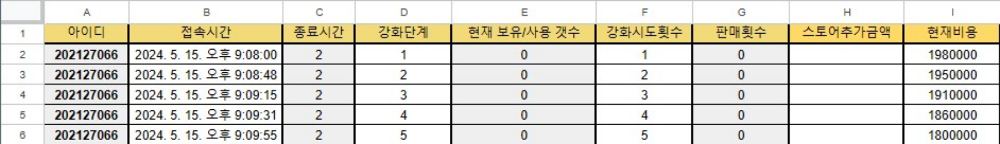 A B C D E F G H I
1 아이디 접속시간 종료시간 강화단계 현재 보유/사용 갯수 강화시도횟수 판매횟수 스토어추가금액 현재비용
2 202127066 2024. 5. 15. 오후 9:08:00 2 1 0 1 0 1980000
3 202127066 2024. 5. 15. 오후 9:08:48 2 2 0 2 0 1950000
4 202127066 2024. 5. 15. 오후 9:09:15 2 3 0 3 0 1910000
5 202127066 2024. 5. 15. 오후 9:09:31 2 4 0 4 0 1860000
6 202127066 2024. 5. 15. 오후 9:09:55 2 5 0 5 0 1800000